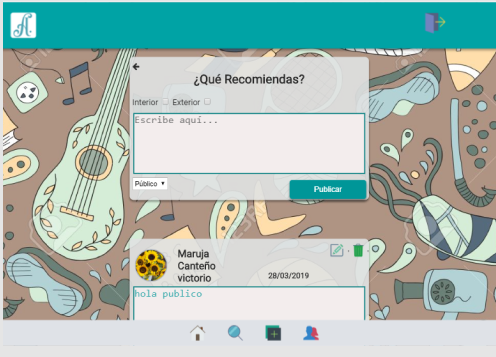 A.
¿Qué Recomiendas?
Interior Exterior
Escribe aquí...
Público
Publicar
Maruja
Canteño
victorio
28/03/2019
hola publico